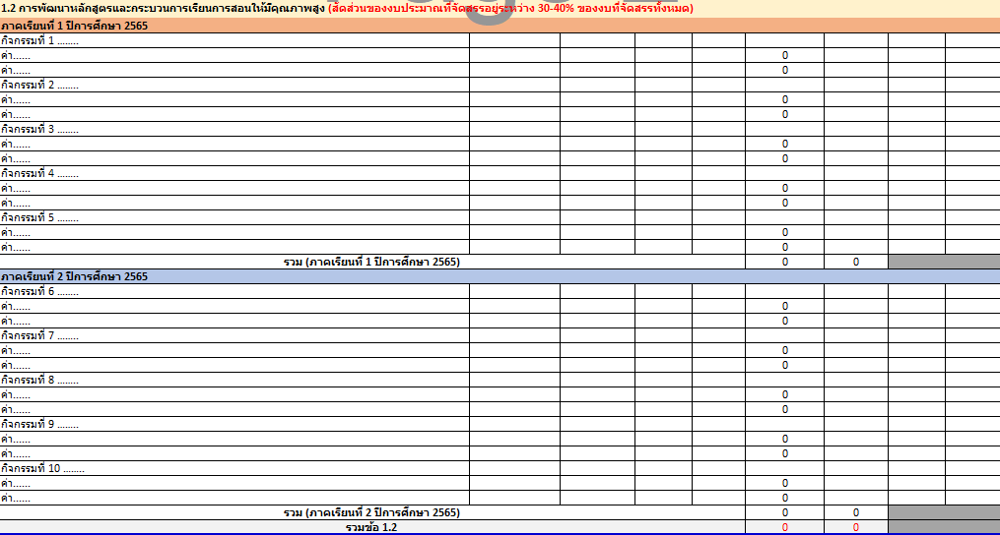 1.2 การพัฒนาหลักสูตรและกระบวนการเรียนการสอนให้มีคุณภาพสูง (สัดส่วนของงบประมาณที่จัดสรรอยู่ระหว่าง 30-40% ของงบที่จัดสรรทั้งหมด)
ภาคเรียนที่ 1 ปีการศึกษา 2565
กิจกรรมที่ 1 ........
ค่า...... 0
ค่า...... 0
กิจกรรมที่ 2 ........
ค่า...... 0
ค่า...... 0
กิจกรรมที่ 3 ........
ค่า...... 0
ค่า...... 0
กิจกรรมที่ 4 ........
ค่า...... 0
ค่า...... 0
กิจกรรมที่ 5 ........
ค่า...... 0
ค่า...... 0
รวม (ภาคเรียนที่ 1 ปีการศึกษา 2565) 0 0
ภาคเรียนที่ 2 ปีการศึกษา 2565
กิจกรรมที่ 6 ........
ค่า...... 0
ค่า...... 0
กิจกรรมที่ 7 ........
ค่า...... 0
ค่า...... 0
กิจกรรมที่ 8 ........
ค่า...... 0
ค่า...... 0
กิจกรรมที่ 9 ........
ค่า...... 0
ค่า...... 0
กิจกรรมที่ 10 ........
ค่า...... 0
ค่า...... 0
รวม (ภาคเรียนที่ 2 ปีการศึกษา 2565) 0 0
รวมข้อ 1.2 0 0